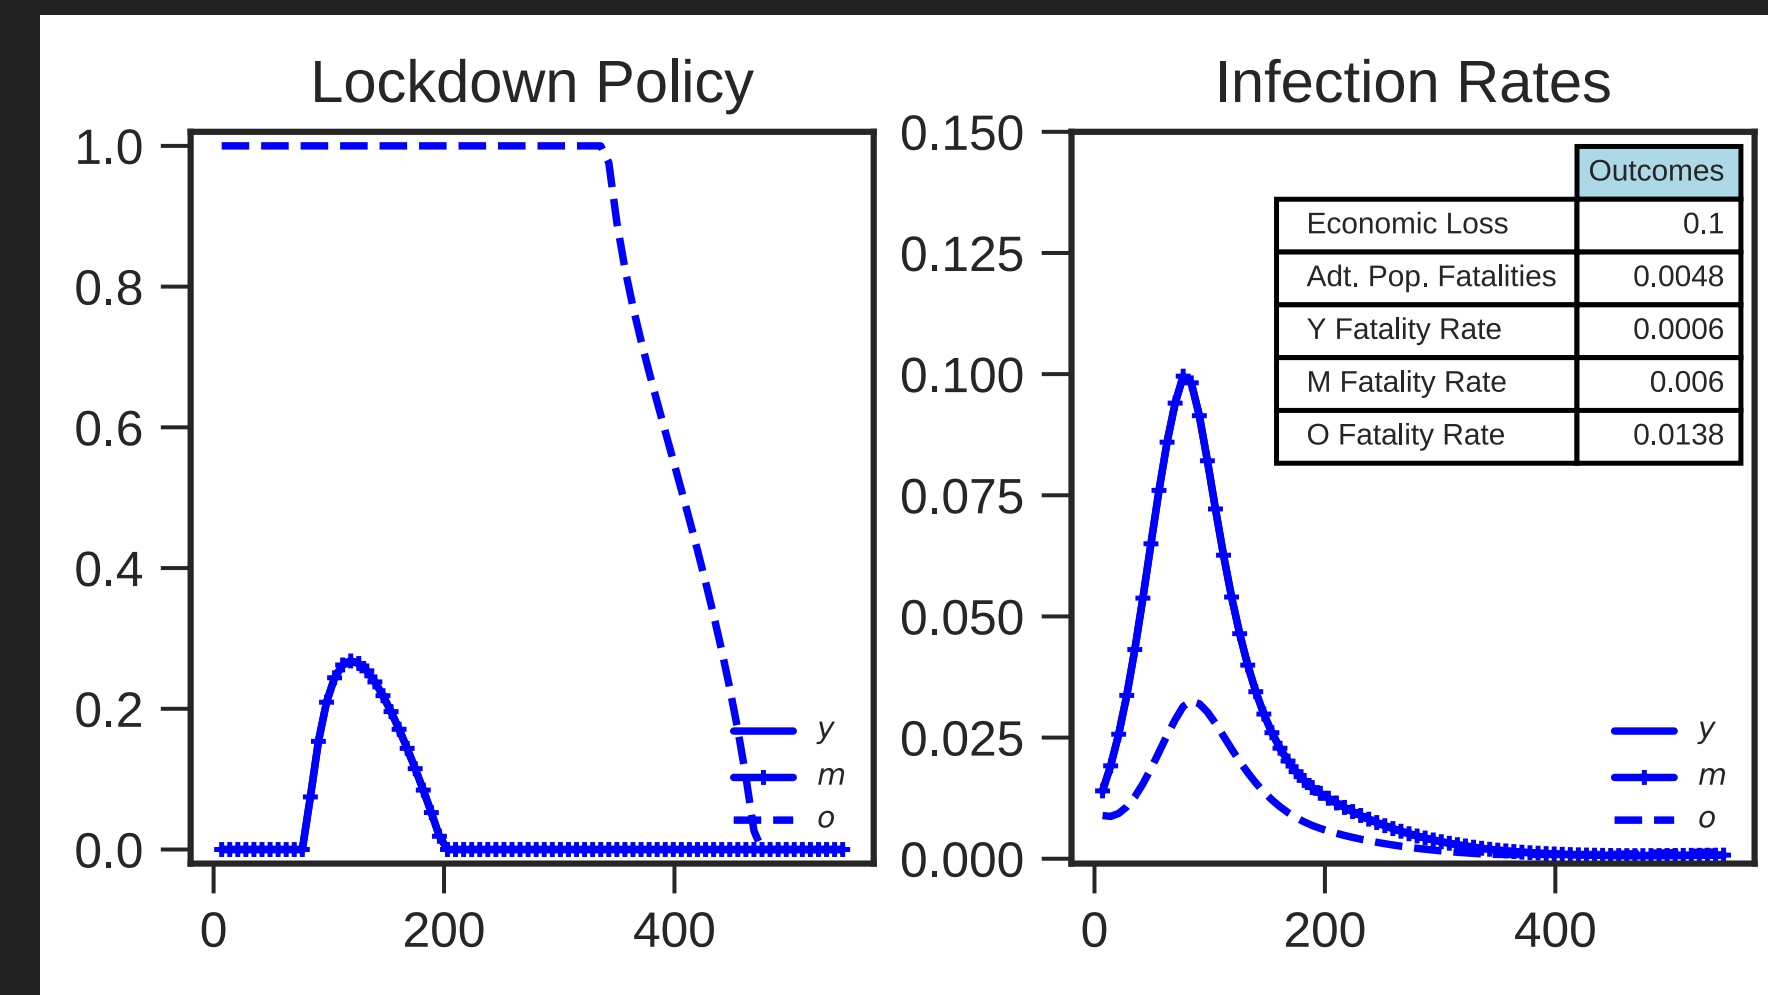 Lockdown Policy
1.0
0.8
0.6
0.4
0.2
0.0
0 200 400
y
m
o
Infection Rates
0.150
0.125
0.100
0.075
0.050
0.025
0.000
0 200 400
Outcomes
Economic Loss 0.1
Adt. Pop. Fatalities 0.0048
Y Fatality Rate 0.0006
M Fatality Rate 0.006
O Fatality Rate 0.0138
y
m
o